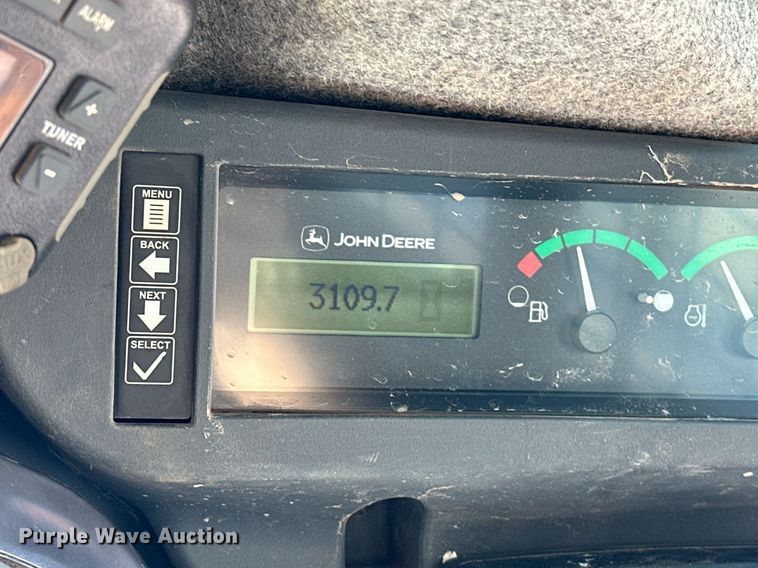 ALARM
+
TUNER
-
MENU
BACK
NEXT
SELECT
JOHN DEERE
3109.7
Purple Wave Auction